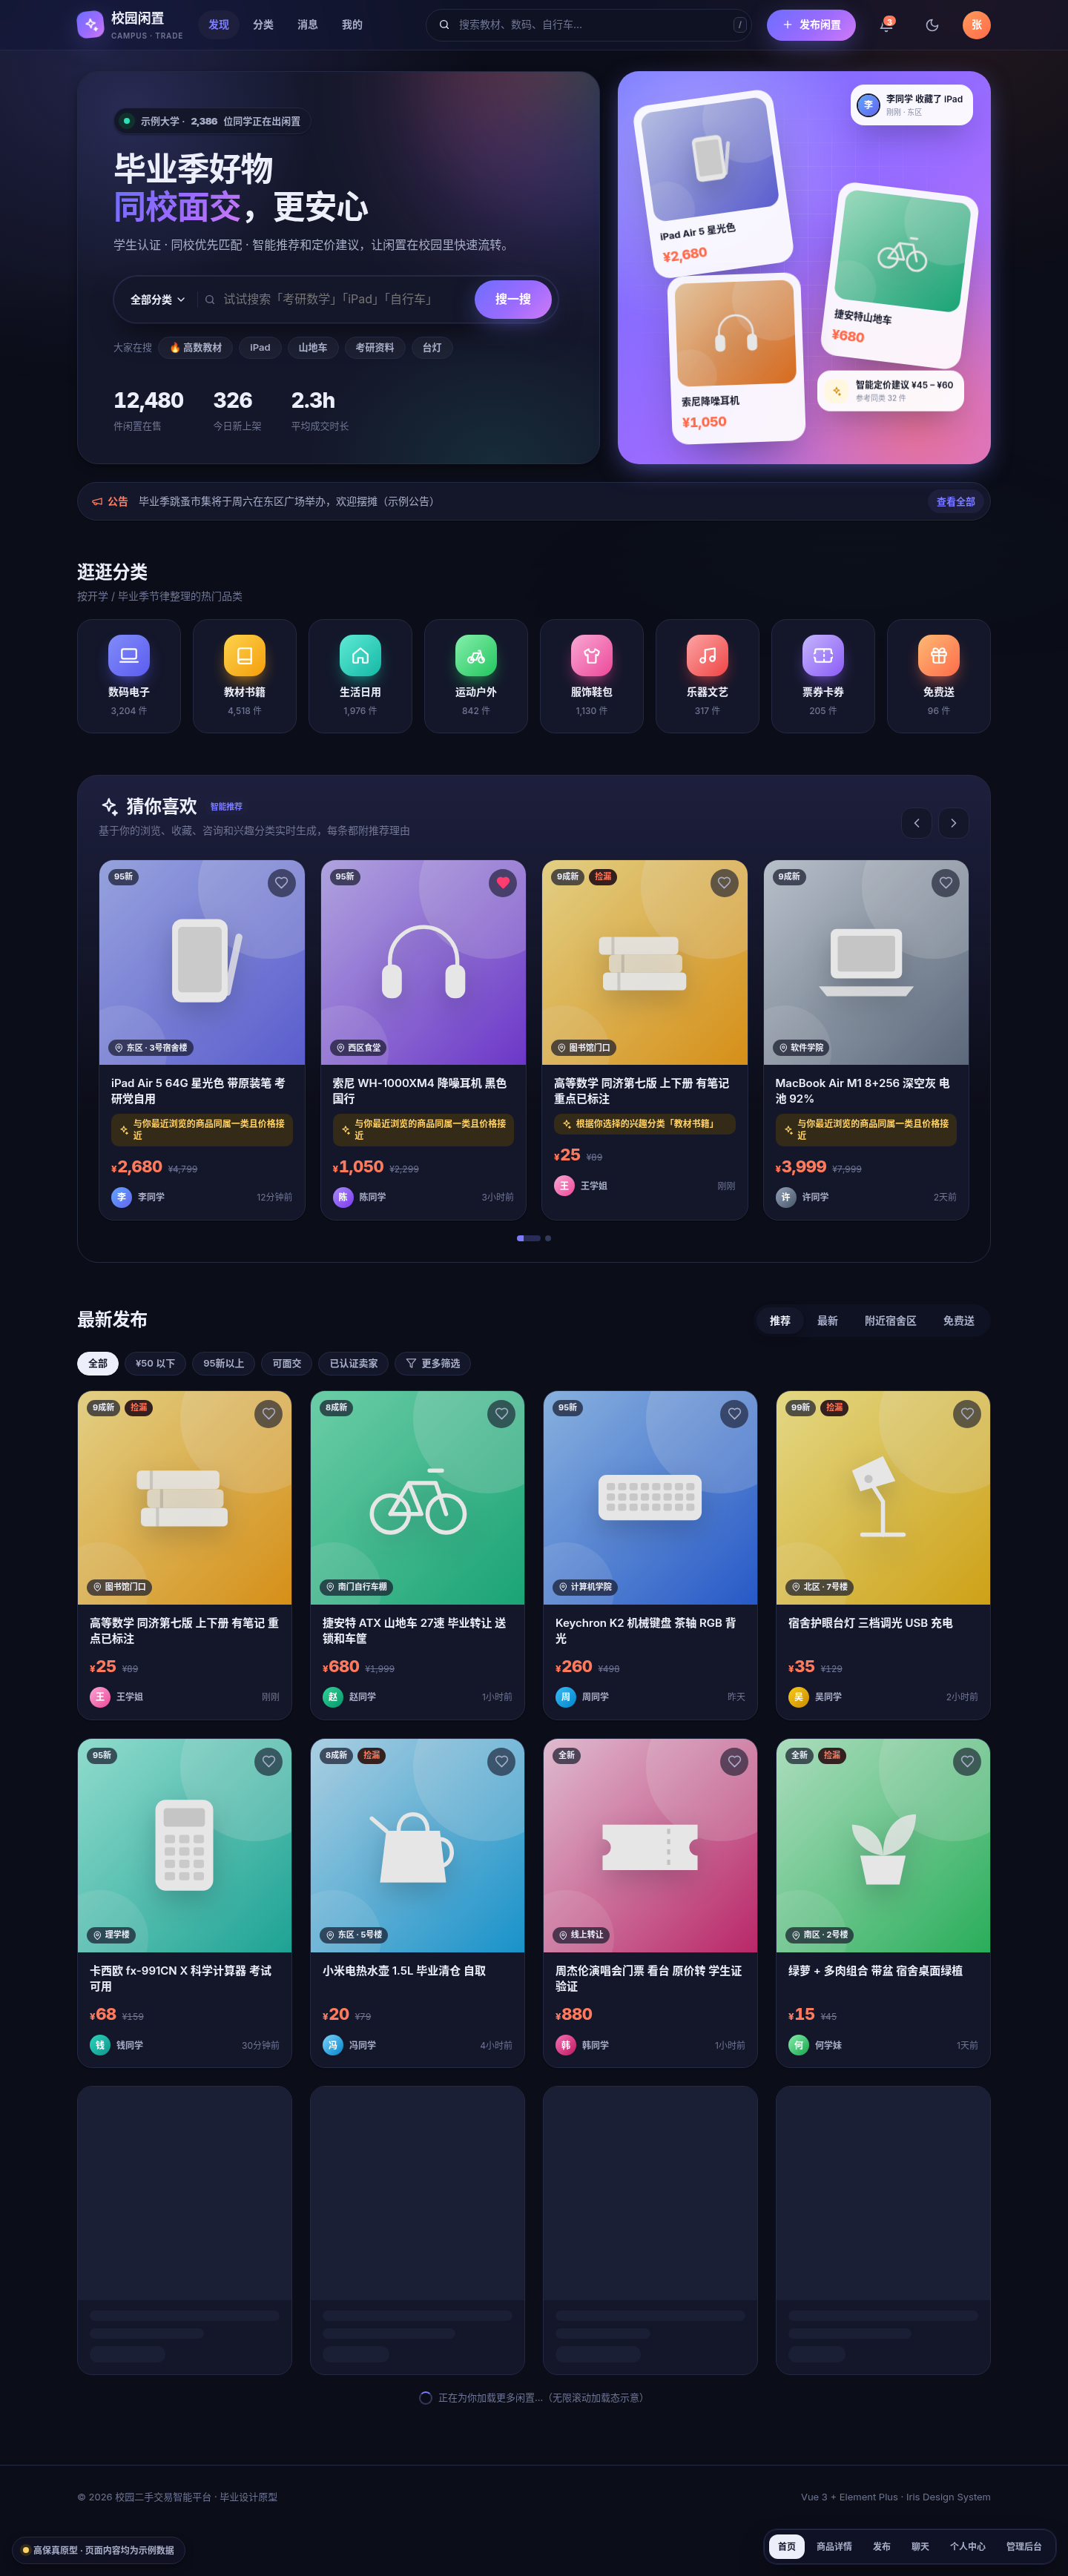 校园闲置
CAMPUS · TRADE
发现
分类
消息
我的
搜索教材、数码、自行车...
/
+ 发布闲置
3
张
示例大学 · 2,386 位同学正在出闲置
毕业季好物
同校面交，更安心
学生认证 · 同校优先匹配 · 智能推荐和定价建议，让闲置在校园里快速流转。
全部分类
试试搜索「考研数学」「iPad」「自行车」
搜一搜
大家在搜
🔥 高数教材
iPad
山地车
考研资料
台灯
12,480
件闲置在售
326
今日新上架
2.3h
平均成交时长
李
李同学 收藏了 iPad
刚刚 · 东区
iPad Air 5 星光色
¥2,680
捷安特山地车
¥680
索尼降噪耳机
¥1,050
智能定价建议 ¥45 – ¥60
参考同类 32 件
公告
毕业季跳蚤市集将于周六在东区广场举办，欢迎摆摊（示例公告）
查看全部
逛逛分类
按开学 / 毕业季节律整理的热门品类
数码电子
3,204 件
教材书籍
4,518 件
生活日用
1,976 件
运动户外
842 件
服饰鞋包
1,130 件
乐器文艺
317 件
票券卡券
205 件
免费送
96 件
猜你喜欢
智能推荐
基于你的浏览、收藏、咨询和兴趣分类实时生成，每条都附推荐理由
95新
东区 · 3号宿舍楼
iPad Air 5 64G 星光色 带原装笔 考
研党自用
与你最近浏览的商品同属一类且价格接
近
¥2,680 ¥4,799
李 李同学
12分钟前
95新
西区食堂
索尼 WH-1000XM4 降噪耳机 黑色
国行
与你最近浏览的商品同属一类且价格接
近
¥1,050 ¥2,299
陈 陈同学
3小时前
9成新
捡漏
图书馆门口
高等数学 同济第七版 上下册 有笔记
重点已标注
根据你选择的兴趣分类「教材书籍」
¥25 ¥89
王 王学姐
刚刚
9成新
软件学院
MacBook Air M1 8+256 深空灰 电
池 92%
与你最近浏览的商品同属一类且价格接
近
¥3,999 ¥7,999
许 许同学
2天前
最新发布
推荐
最新
附近宿舍区
免费送
全部
¥50 以下
95新以上
可面交
已认证卖家
更多筛选
9成新
捡漏
图书馆门口
高等数学 同济第七版 上下册 有笔记 重
点已标注
¥25 ¥89
王 王学姐
刚刚
8成新
南门自行车棚
捷安特 ATX 山地车 27速 毕业转让 送
锁和车筐
¥680 ¥1,999
赵 赵同学
1小时前
95新
计算机学院
Keychron K2 机械键盘 茶轴 RGB 背
光
¥260 ¥498
周 周同学
昨天
99新
捡漏
北区 · 7号楼
宿舍护眼台灯 三档调光 USB 充电
¥35 ¥129
吴 吴同学
2小时前
95新
理学楼
卡西欧 fx-991CN X 科学计算器 考试
可用
¥68 ¥159
钱 钱同学
30分钟前
8成新
捡漏
东区 · 5号楼
小米电热水壶 1.5L 毕业清仓 自取
¥20 ¥79
冯 冯同学
4小时前
全新
线上转让
周杰伦演唱会门票 看台 原价转 学生证
验证
¥880
韩 韩同学
1小时前
全新
捡漏
南区 · 2号楼
绿萝 + 多肉组合 带盆 宿舍桌面绿植
¥15 ¥45
何 何学妹
1天前
正在为你加载更多闲置...（无限滚动加载态示意）
© 2026 校园二手交易智能平台 · 毕业设计原型
Vue 3 + Element Plus · Iris Design System
高保真原型 · 页面内容均为示例数据
首页
商品详情
发布
聊天
个人中心
管理后台